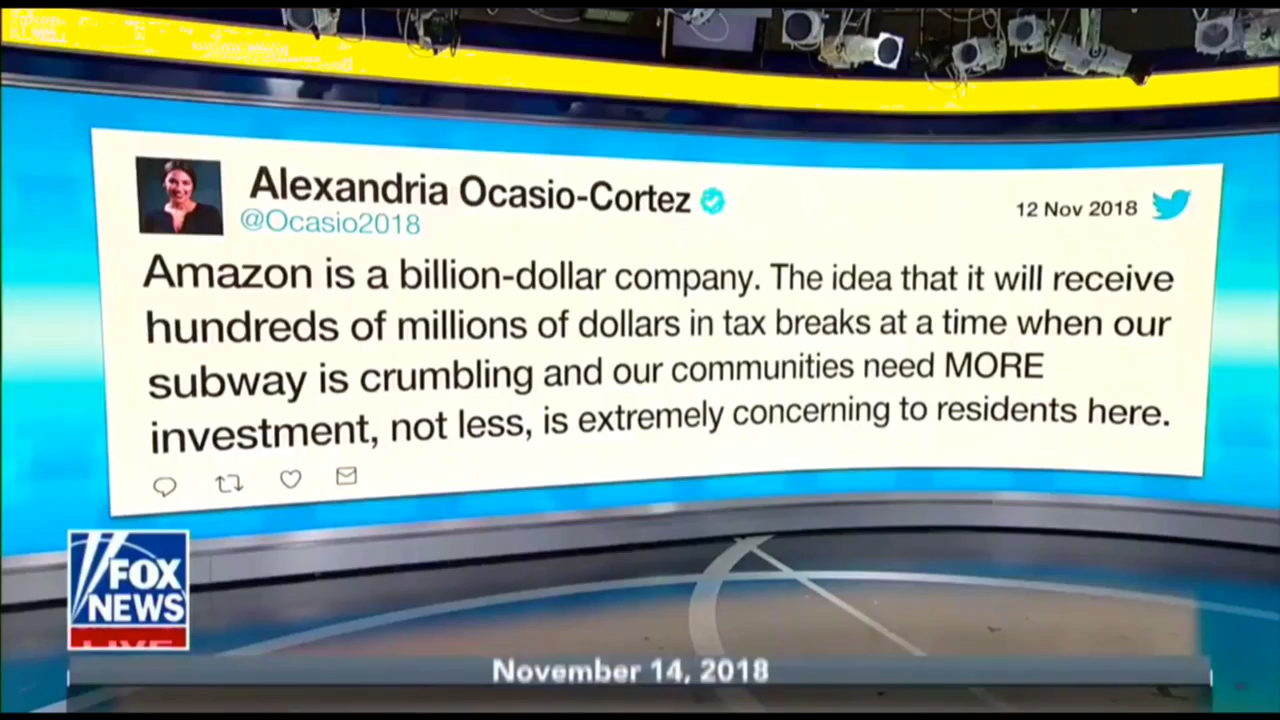 Alexandria Ocasio-Cortez
@Ocasio2018
12 Nov 2018
Amazon is a billion-dollar company. The idea that it will receive
hundreds of millions of dollars in tax breaks at a time when our
subway is crumbling and our communities need MORE
investment, not less, is extremely concerning to residents here.
FOX
NEWS
LIVE
November 14, 2018